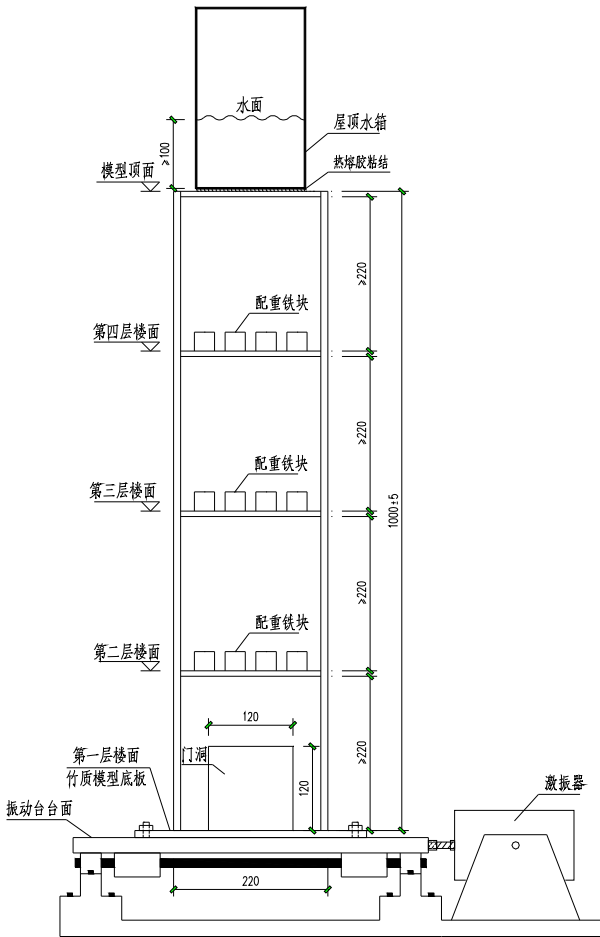 水面
屋顶水箱
≥100
热熔胶粘结
模型顶面
≥220
配重铁块
第四层楼面
≥220
配重铁块
第三层楼面
1000±5
≥220
配重铁块
第二层楼面
120
≥220
门洞
第一层楼面
竹质模型底板
120
激振器
振动台台面
220